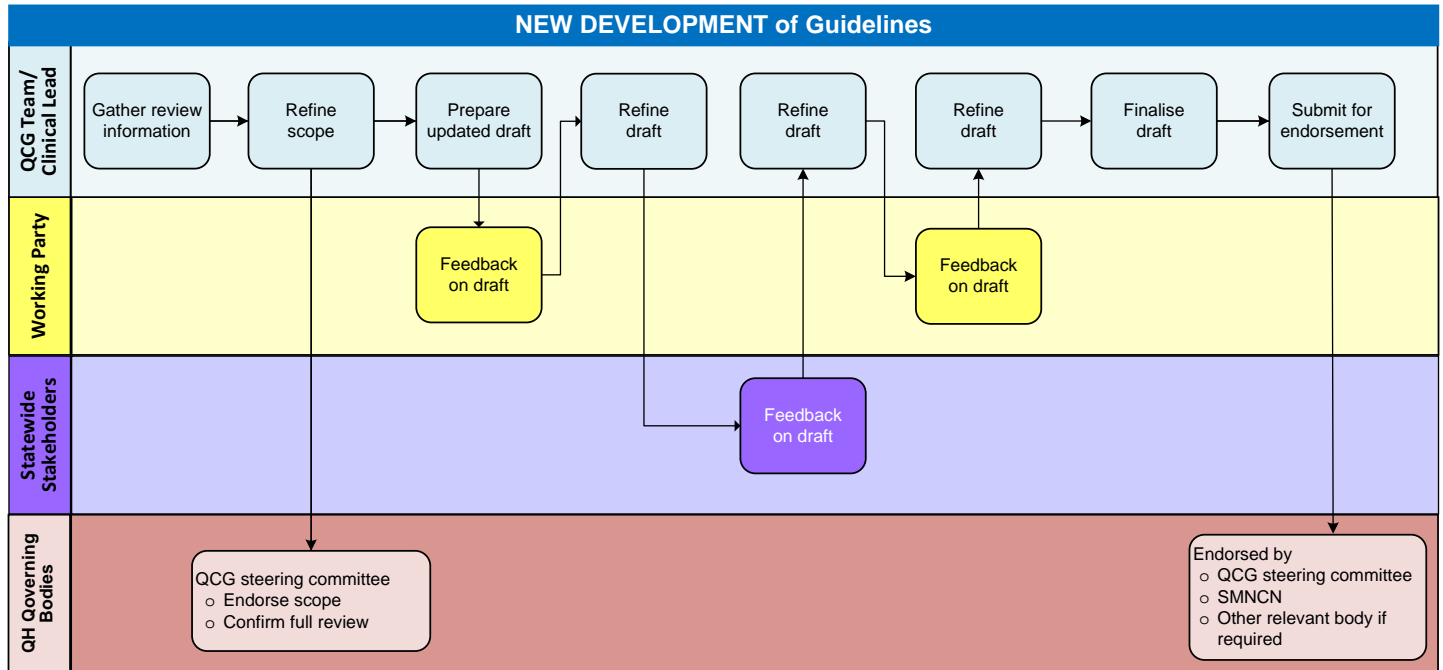 NEW DEVELOPMENT of Guidelines
QCG Team/
Clinical Lead
Gather review
information
Refine
scope
Prepare
updated draft
Refine
draft
Refine
draft
Refine
draft
Finalise
draft
Submit for
endorsement
Working Party
Feedback
on draft
Feedback
on draft
Statewide
Stakeholders
Feedback
on draft
QH Qoverning
Bodies
QCG steering committee
o Endorse scope
o Confirm full review
Endorsed by
o QCG steering committee
o SMNCN
o Other relevant body if
required